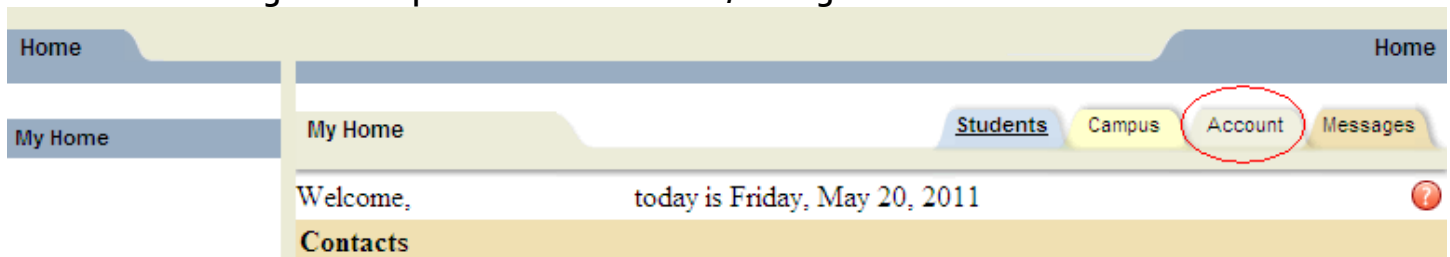 Home Home
My Home
My Home Students Campus Account Messages
Welcome, today is Friday, May 20, 2011 ?
Contacts